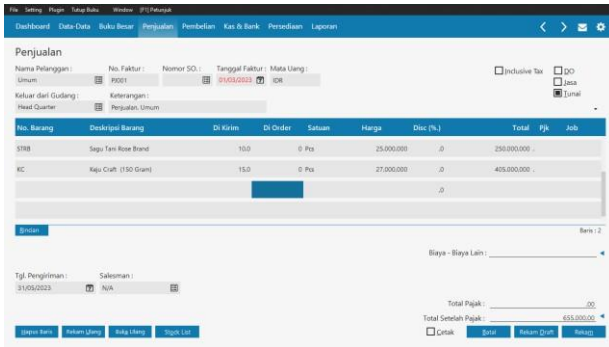 File Setting Plugin Tutup Buku Window [F1] Petunjuk
Dashboard Data-Data Buku Besar Penjualan Pembelian Kas & Bank Persediaan Laporan
Penjualan
Nama Pelanggan : No. Faktur : Nomor SO. : Tanggal Faktur : Mata Uang :
Umum PJ001 01/05/2023 IDR
Inclusive Tax DO
Jasa
Tunai
Keluar dari Gudang : Keterangan :
Head Quarter Penjualan, Umum
No. Barang Deskripsi Barang Di Kirim Di Order Satuan Harga Disc (%.) Total Pjk Job
STRB Sagu Tani Rose Brand 10.0 0 Pcs 25.000,000 .0 250.000,000 ..
KC Keju Craft (150 Gram) 15.0 0 Pcs 27.000,000 .0 405.000,000 ..
.0
Rincian Baris : 2
Biaya - Biaya Lain :
Tgl. Pengiriman : Salesman :
31/05/2023 N/A
Total Pajak : ,00
Total Setelah Pajak : 655.000,00
Hapus Baris Rekam Ulang Buka Ulang Stock List Cetak Batal Rekam Draft Rekam